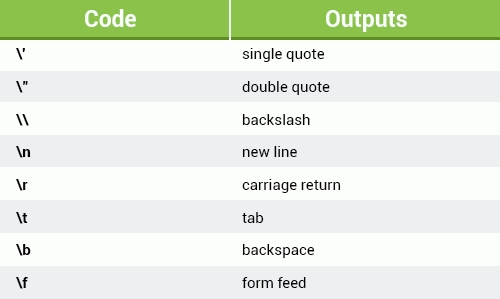 Code Outputs
\' single quote
\" double quote
\\ backslash
\n new line
\r carriage return
\t tab
\b backspace
\f form feed